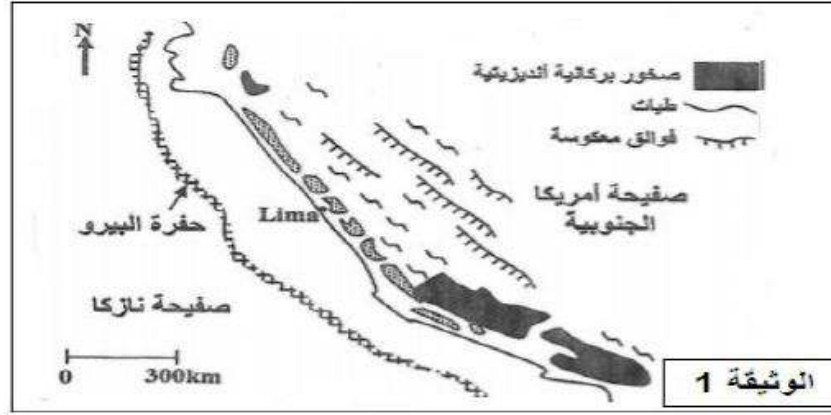 N
صخور بركانية أنديزيتية
طيات
فوالق معكوسة
صفيحة أمريكا
الجنوبية
Lima
حفرة البيرو
صفيحة نازكا
0 300km
الوثيقة 1